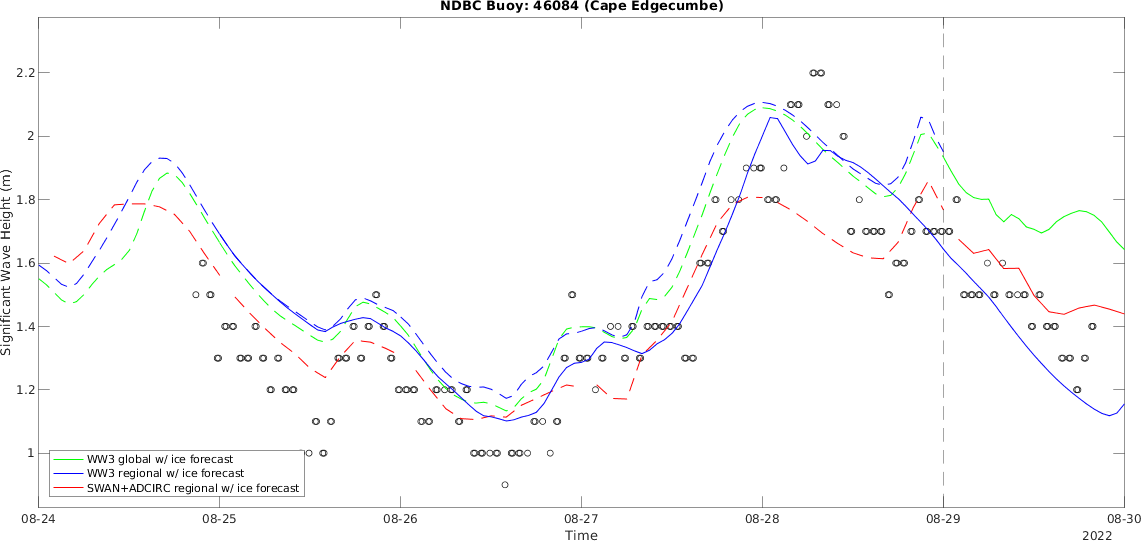 NDBC Buoy: 46084 (Cape Edgecumbe)
Significant Wave Height (m)
2.2
2
1.8
1.6
1.4
1.2
1
WW3 global w/ ice forecast
WW3 regional w/ ice forecast
SWAN+ADCIRC regional w/ ice forecast
08-24
08-25
08-26
08-27
08-28
08-29
08-30
Time
2022